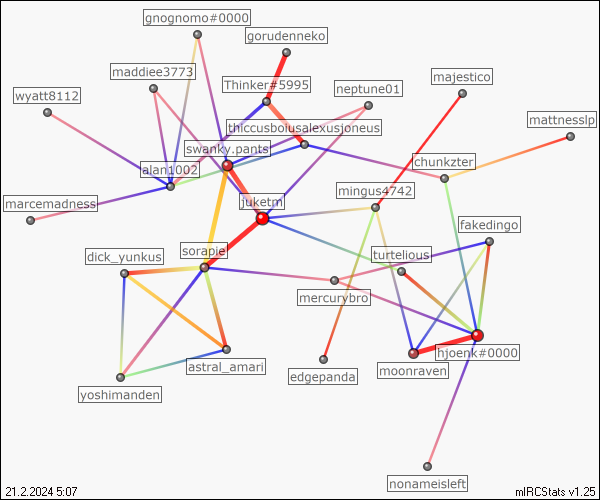 gnognomo#0000
gorudenneko
maddiee3773
Thinker#5995
majestico
wyatt8112
neptune01
mattnesslp
thiccusbolusalexusjoneus
swanky.pants
chunkzter
alan1002
mingus4742
marcemadness
juketm
fakedingo
dick_yunkus
sorapie
turtelious
mercurybro
hjoenk#0000
astral_amari
moonraven
edgepanda
yoshimanden
nonameisleft
21.2.2024 5:07
mIRCStats v1.25